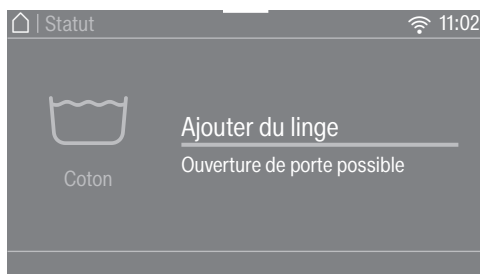 | Statut
11:02
Ajouter du linge
Ouverture de porte possible
Coton